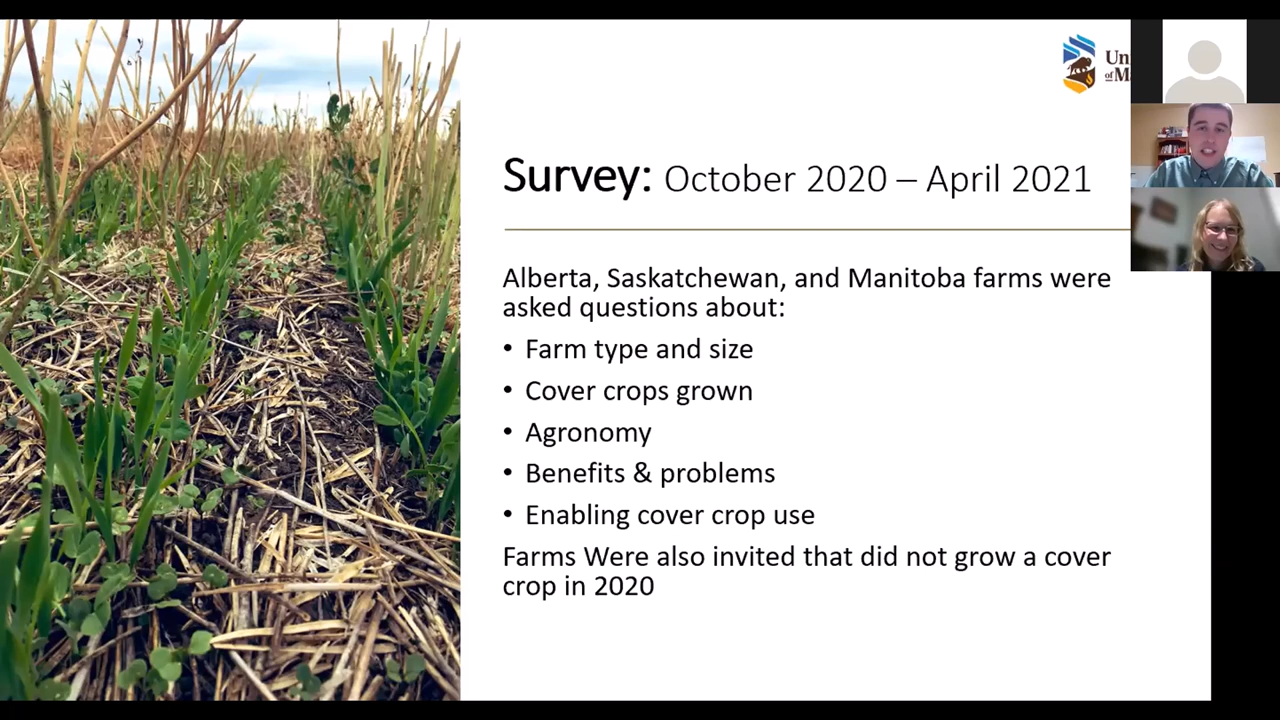 Survey: October 2020 – April 2021
Alberta, Saskatchewan, and Manitoba farms were
asked questions about:
• Farm type and size
• Cover crops grown
• Agronomy
• Benefits & problems
• Enabling cover crop use
Farms Were also invited that did not grow a cover
crop in 2020